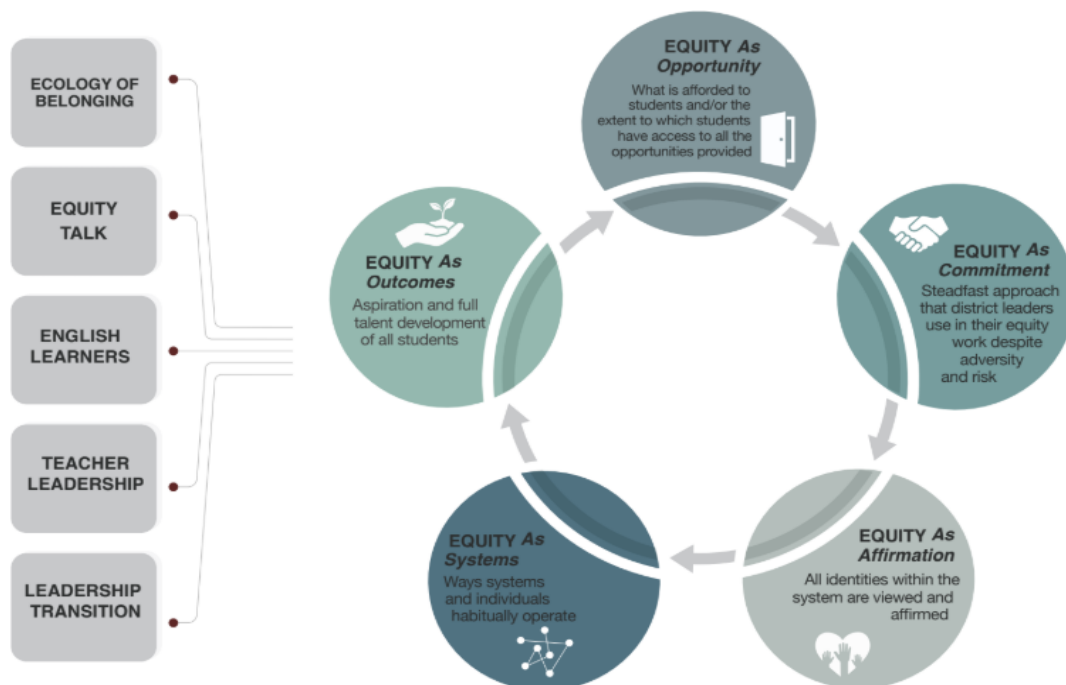 ECOLOGY OF
BELONGING
EQUITY
TALK
ENGLISH
LEARNERS
TEACHER
LEADERSHIP
LEADERSHIP
TRANSITION
EQUITY As
Opportunity
What is afforded to
students and/or the
extent to which students
have access to all the
opportunities provided
EQUITY As
Commitment
Steadfast approach
that district leaders
use in their equity
work despite
adversity
and risk
EQUITY As
Affirmation
All identities within the
system are viewed and
affirmed
EQUITY As
Systems
Ways systems
and individuals
habitually operate
EQUITY As
Outcomes
Aspiration and full
talent development
of all students